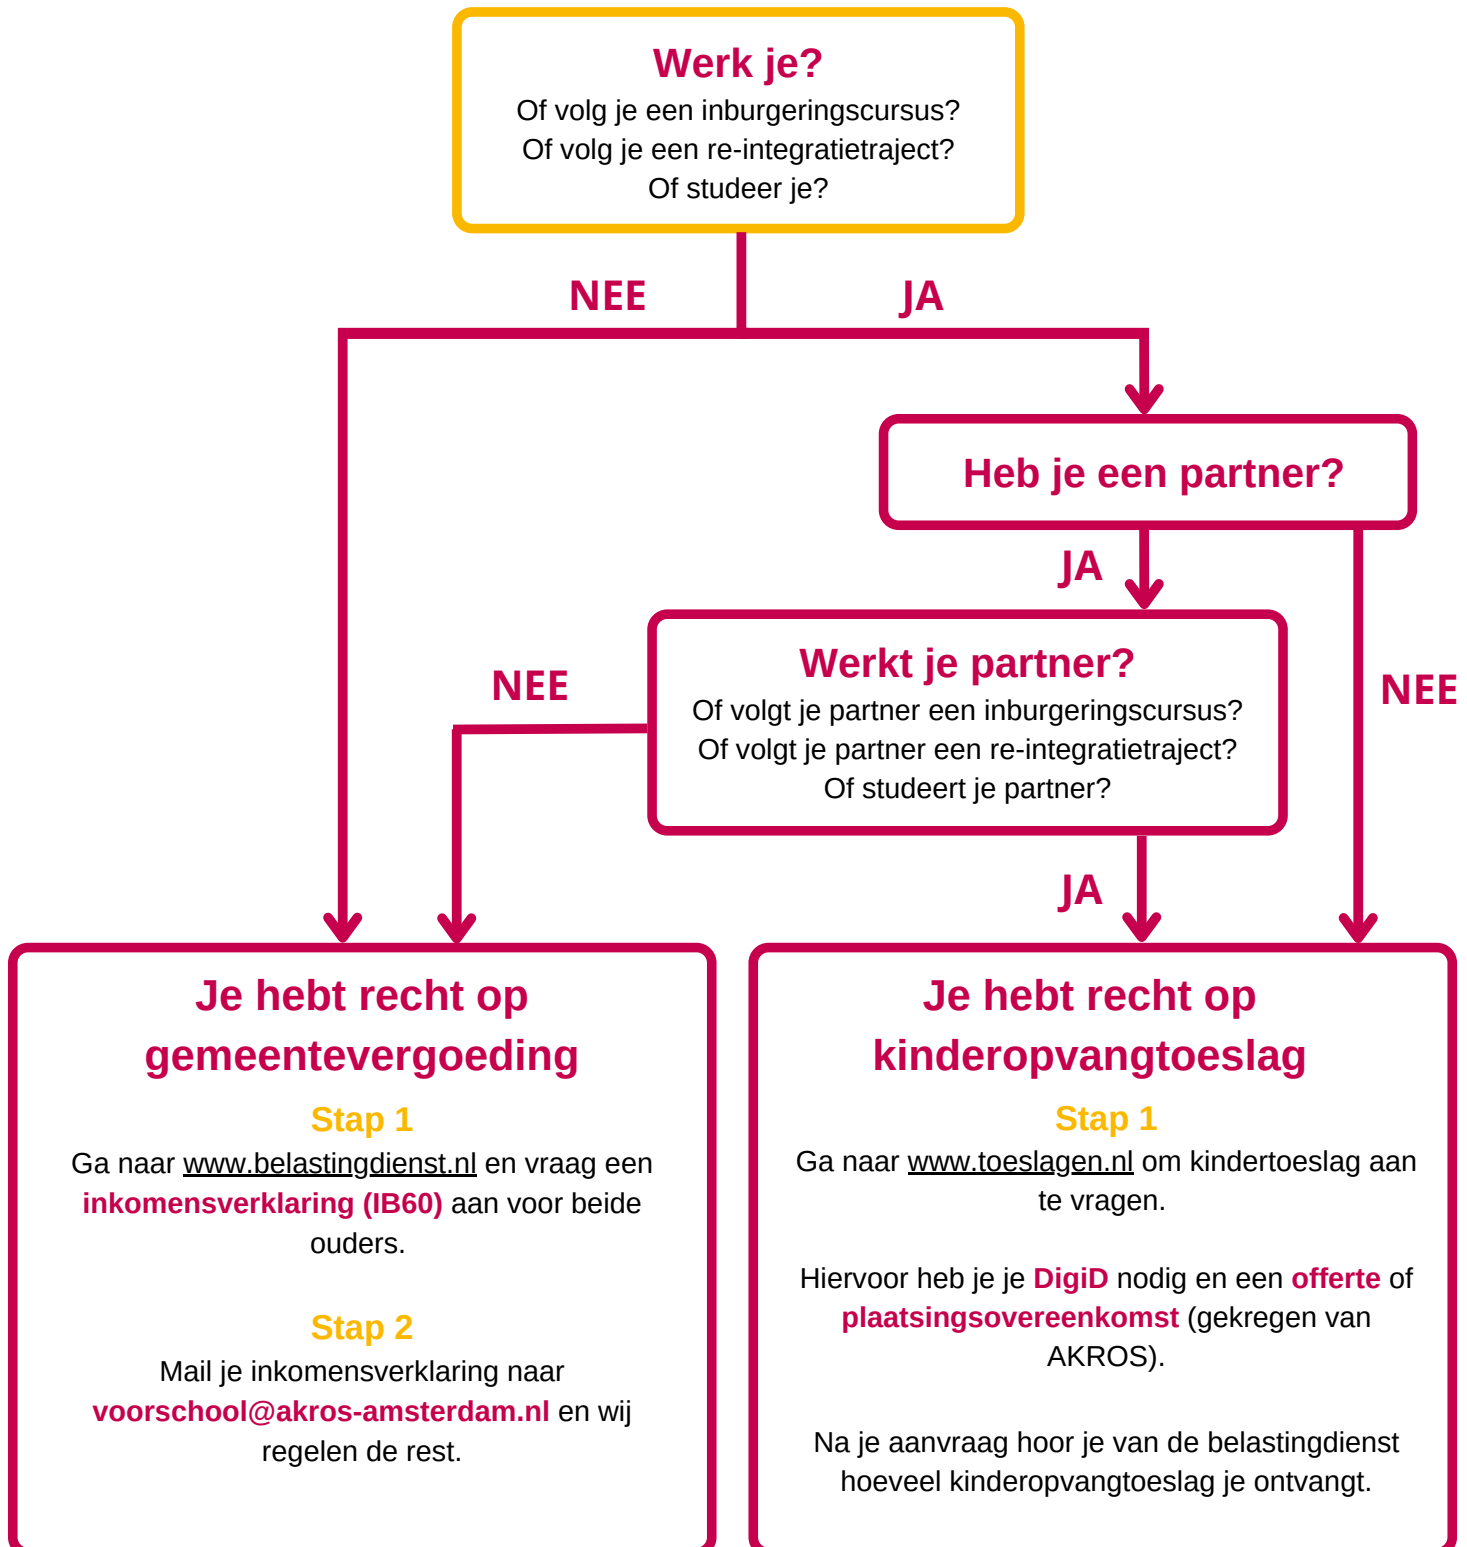 Werk je?
Of volg je een inburgeringscursus?
Of volg je een re-integratietraject?
Of studeer je?
NEE
JA
Heb je een partner?
JA
NEE
Werkt je partner?
Of volgt je partner een inburgeringscursus?
Of volgt je partner een re-integratietraject?
Of studeert je partner?
NEE
JA
Je hebt recht op
gemeentevergoeding
Stap 1
Ga naar www.belastingdienst.nl en vraag een
inkomensverklaring (IB60) aan voor beide
ouders.
Stap 2
Mail je inkomensverklaring naar
voorschool@akros-amsterdam.nl en wij
regelen de rest.
Je hebt recht op
kinderopvangtoeslag
Stap 1
Ga naar www.toeslagen.nl om kindertoeslag aan
te vragen.
Hiervoor heb je je DigiD nodig en een offerte of
plaatsingsovereenkomst (gekregen van
AKROS).
Na je aanvraag hoor je van de belastingdienst
hoeveel kinderopvangtoeslag je ontvangt.